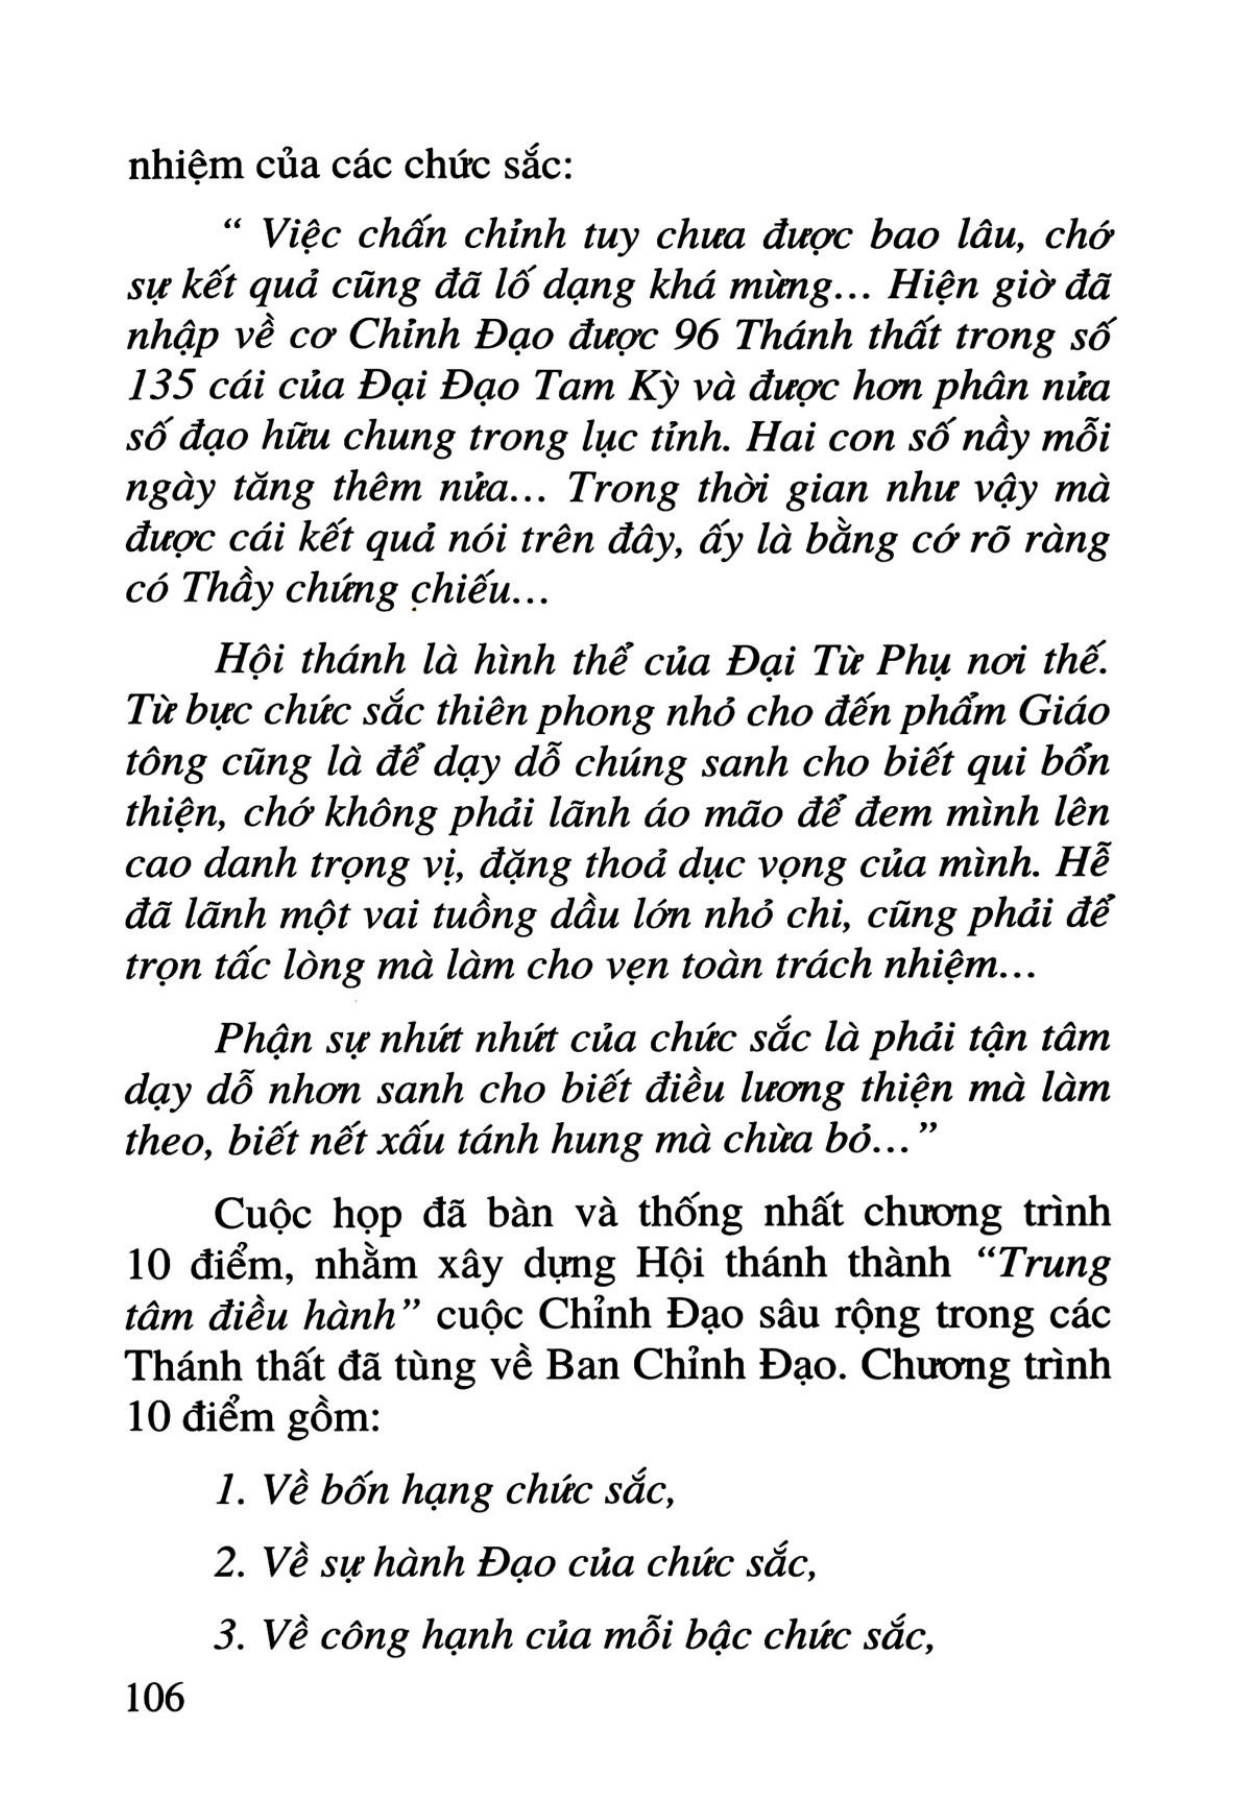 nhiệm của các chức sắc:
“ Việc chấn chỉnh tuy chưa được bao lâu, chớ
sự kết quả cũng đã lố dạng khá mừng... Hiện giờ đã
nhập về cơ Chỉnh Đạo được 96 Thánh thất trong số
135 cái của Đại Đạo Tam Kỳ và được hơn phân nửa
số đạo hữu chung trong lục tỉnh. Hai con số nầy mỗi
ngày tăng thêm nửa... Trong thời gian như vậy mà
được cái kết quả nói trên đây, ấy là bằng cớ rõ ràng
có Thầy chứng chiếu...
Hội thánh là hình thể của Đại Từ Phụ nơi thế.
Từ bực chức sắc thiên phong nhỏ cho đến phẩm Giáo
tông cũng là để dạy dỗ chúng sanh cho biết qui bổn
thiện, chớ không phải lãnh áo mão để đem mình lên
cao danh trọng vị, đặng thoả dục vọng của mình. Hễ
đã lãnh một vai tuồng dầu lớn nhỏ chi, cũng phải để
trọn tấc lòng mà làm cho vẹn toàn trách nhiệm...
Phận sự nhứt nhứt của chức sắc là phải tận tâm
dạy dỗ nhơn sanh cho biết điều lương thiện mà làm
theo, biết nết xấu tánh hung mà chừa bỏ...”
Cuộc họp đã bàn và thống nhất chương trình
10 điểm, nhằm xây dựng Hội thánh thành “Trung
tâm điều hành” cuộc Chỉnh Đạo sâu rộng trong các
Thánh thất đã tùng về Ban Chỉnh Đạo. Chương trình
10 điểm gồm:
1. Về bốn hạng chức sắc,
2. Về sự hành Đạo của chức sắc,
3. Về công hạnh của mỗi bậc chức sắc,
106